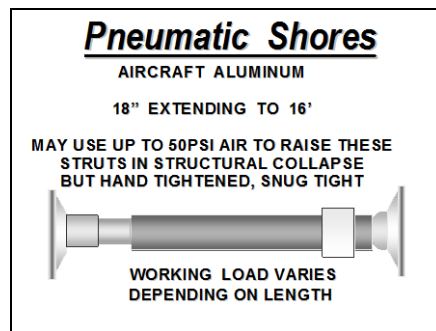 Pneumatic Shores
AIRCRAFT ALUMINUM
18” EXTENDING TO 16’
MAY USE UP TO 50PSI AIR TO RAISE THESE
STRUTS IN STRUCTURAL COLLAPSE
BUT HAND TIGHTENED, SNUG TIGHT
WORKING LOAD VARIES
DEPENDING ON LENGTH